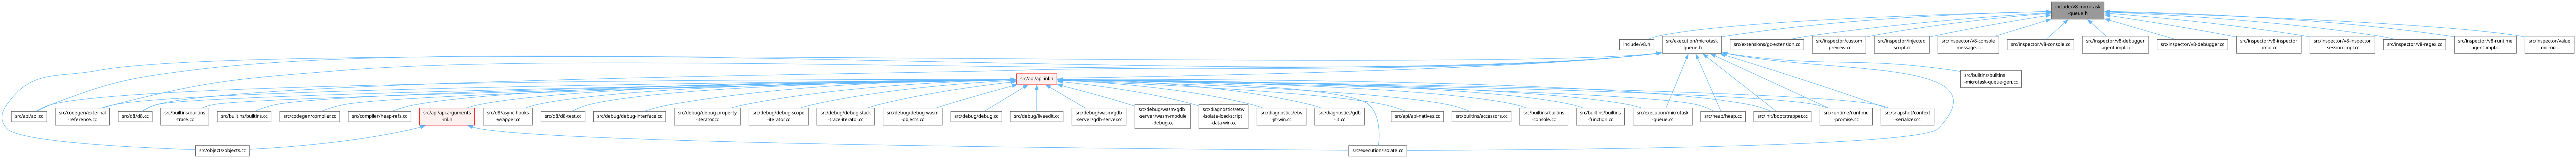 include/v8-microtask
-queue.h
include/v8.h
src/execution/microtask
-queue.h
src/extensions/gc-extension.cc
src/inspector/custom
-preview.cc
src/inspector/injected
-script.cc
src/inspector/v8-console
-message.cc
src/inspector/v8-console.cc
src/inspector/v8-debugger
-agent-impl.cc
src/inspector/v8-debugger.cc
src/inspector/v8-inspector
-impl.cc
src/inspector/v8-inspector
-session-impl.cc
src/inspector/v8-regex.cc
src/inspector/v8-runtime
-agent-impl.cc
src/inspector/value
-mirror.cc
src/api/api-inl.h
src/builtins/builtins
-microtask-queue-gen.cc
src/api/api.cc
src/codegen/external
-reference.cc
src/d8/d8.cc
src/builtins/builtins
-trace.cc
src/builtins/builtins.cc
src/codegen/compiler.cc
src/compiler/heap-refs.cc
src/api/api-arguments
-inl.h
src/d8/async-hooks
-wrapper.cc
src/d8/d8-test.cc
src/debug/debug-interface.cc
src/debug/debug-property
-iterator.cc
src/debug/debug-scope
-iterator.cc
src/debug/debug-stack
-trace-iterator.cc
src/debug/debug-wasm
-objects.cc
src/debug/debug.cc
src/debug/liveedit.cc
src/debug/wasm/gdb
-server/gdb-server.cc
src/debug/wasm/gdb
-server/wasm-module
-debug.cc
src/diagnostics/etw
-isolate-load-script
-data-win.cc
src/diagnostics/etw
-jit-win.cc
src/diagnostics/gdb
-jit.cc
src/api/api-natives.cc
src/builtins/accessors.cc
src/builtins/builtins
-console.cc
src/builtins/builtins
-function.cc
src/execution/microtask
-queue.cc
src/heap/heap.cc
src/init/bootstrapper.cc
src/runtime/runtime
-promise.cc
src/snapshot/context
-serializer.cc
src/objects/objects.cc
src/execution/isolate.cc